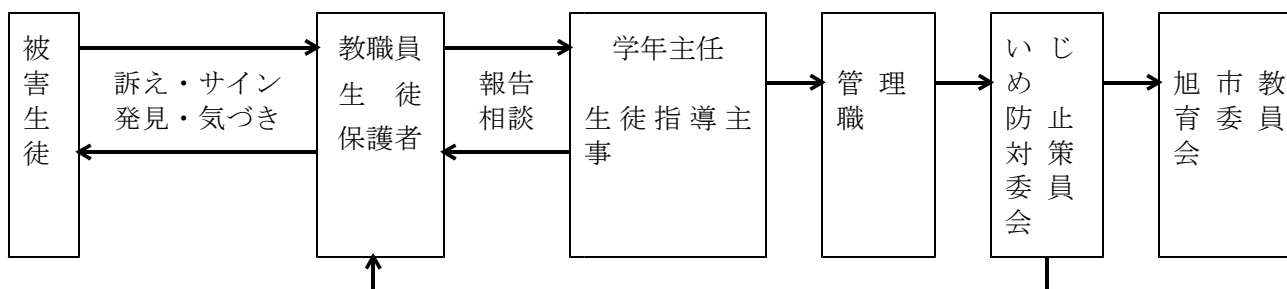 被
害
生
徒
訴え・サイン
発見・気づき
教職員
生 徒
保護者
報告
相談
学年主任
生徒指導主
事
管理
職
いじ
め
防止
対策
委員
会
旭市教
育委員
会